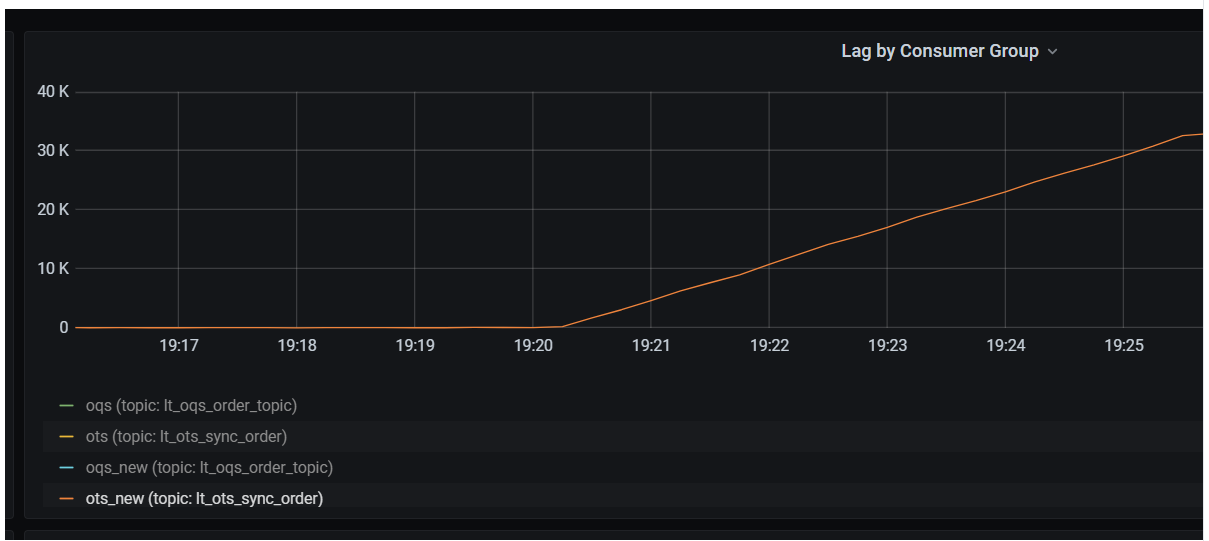 Lag by Consumer Group
40 K
30 K
20 K
10 K
0
19:17 19:18 19:19 19:20 19:21 19:22 19:23 19:24 19:25
oqs (topic: lt_oqs_order_topic)
ots (topic: lt_ots_sync_order)
oqs_new (topic: lt_oqs_order_topic)
ots_new (topic: lt_ots_sync_order)